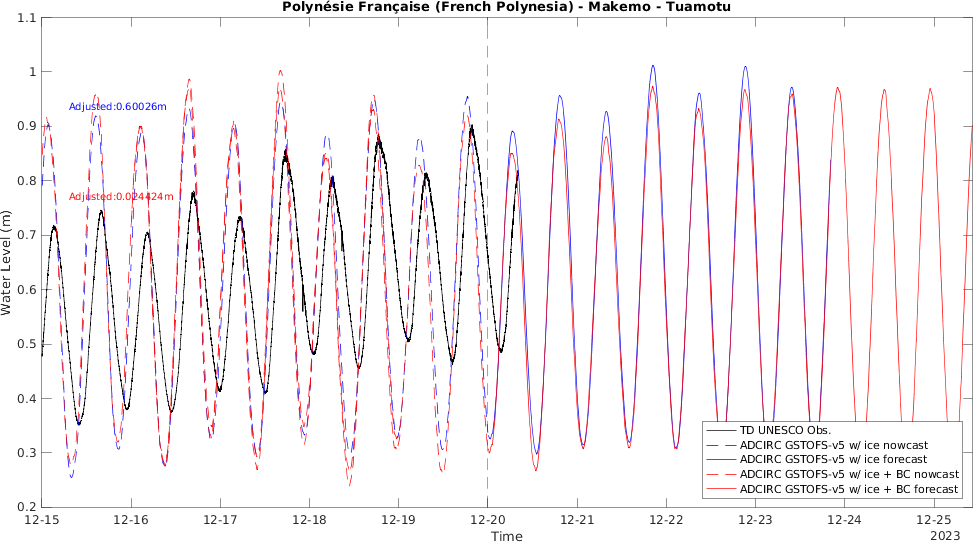 Polynésie Française (French Polynesia) - Makemo - Tuamotu
1.1
1
0.9
0.8
0.7
0.6
0.5
0.4
0.3
0.2
Water Level (m)
Adjusted:0.60026m
Adjusted:0.024424m
TD UNESCO Obs.
ADCIRC GSTOFS-v5 w/ ice nowcast
ADCIRC GSTOFS-v5 w/ ice forecast
ADCIRC GSTOFS-v5 w/ ice + BC nowcast
ADCIRC GSTOFS-v5 w/ ice + BC forecast
12-15 12-16 12-17 12-18 12-19 12-20 12-21 12-22 12-23 12-24 12-25
Time
2023